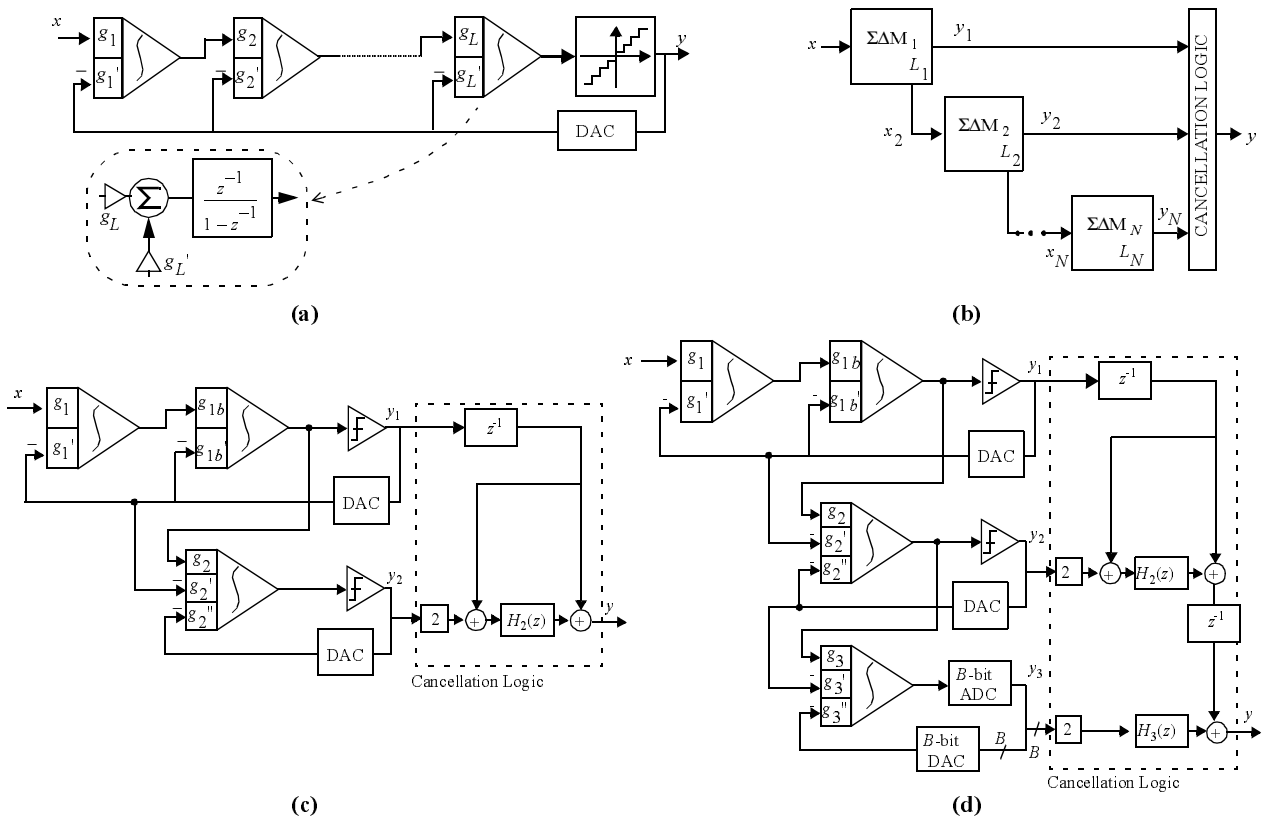 x
g1
g1'
−
g2
g2'
−
gL
gL'
−
y
DAC
gL
Σ
z−1
1−z−1
gL'
(a)
x
ΣΔM1
L1
y1
x2
ΣΔM2
L2
y2
xN
ΣΔMN
LN
yN
CANCELLATION LOGIC
y
(b)
x
g1
g1'
−
g1b
g1b'
−
y1
z-1
DAC
g2
g2'
−
g2''
−
y2
DAC
2
+
H2(z)
+
y
Cancellation Logic
(c)
x
g1
g1'
-
g1b
g1b'
-
y1
z-1
DAC
g2
g2'
-
g2''
-
y2
DAC
2
+
H2(z)
+
z-1
g3
g3'
-
g3''
-
B-bit
ADC
y3
B-bit
DAC
B
B
2
H3(z)
+
y
Cancellation Logic
(d)